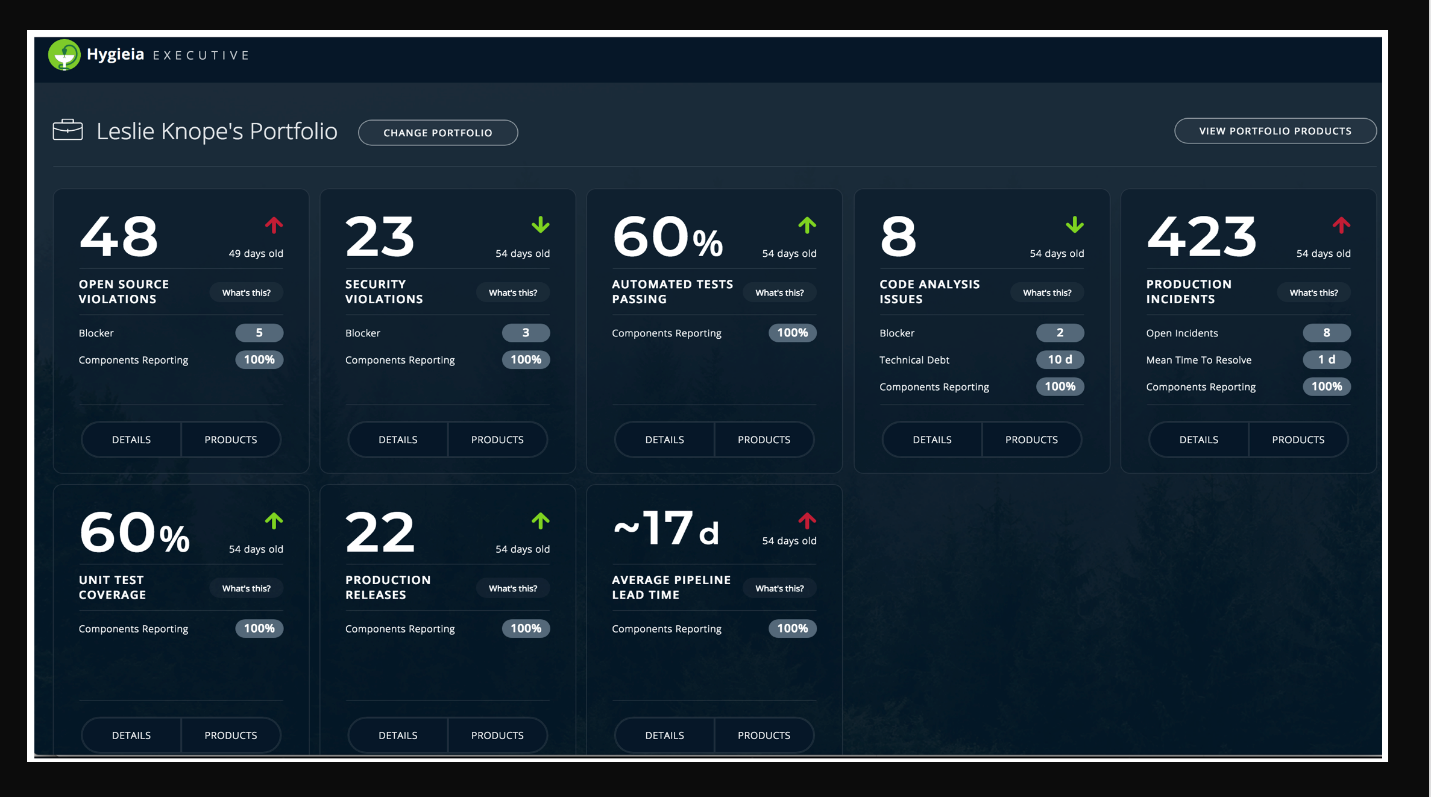 Hygieia EXECUTIVE
Leslie Knope's Portfolio
CHANGE PORTFOLIO
VIEW PORTFOLIO PRODUCTS
48
49 days old
OPEN SOURCE
VIOLATIONS
What's this?
Blocker 5
Components Reporting 100%
DETAILS PRODUCTS
23
54 days old
SECURITY
VIOLATIONS
What's this?
Blocker 3
Components Reporting 100%
DETAILS PRODUCTS
60%
54 days old
AUTOMATED TESTS
PASSING
What's this?
Components Reporting 100%
DETAILS PRODUCTS
8
54 days old
CODE ANALYSIS
ISSUES
What's this?
Blocker 2
Technical Debt 10 d
Components Reporting 100%
DETAILS PRODUCTS
423
54 days old
PRODUCTION
INCIDENTS
What's this?
Open Incidents 8
Mean Time To Resolve 1 d
Components Reporting 100%
DETAILS PRODUCTS
60%
54 days old
UNIT TEST
COVERAGE
What's this?
Components Reporting 100%
DETAILS PRODUCTS
22
54 days old
PRODUCTION
RELEASES
What's this?
Components Reporting 100%
DETAILS PRODUCTS
~17 d
54 days old
AVERAGE PIPELINE
LEAD TIME
What's this?
Components Reporting 100%
DETAILS PRODUCTS